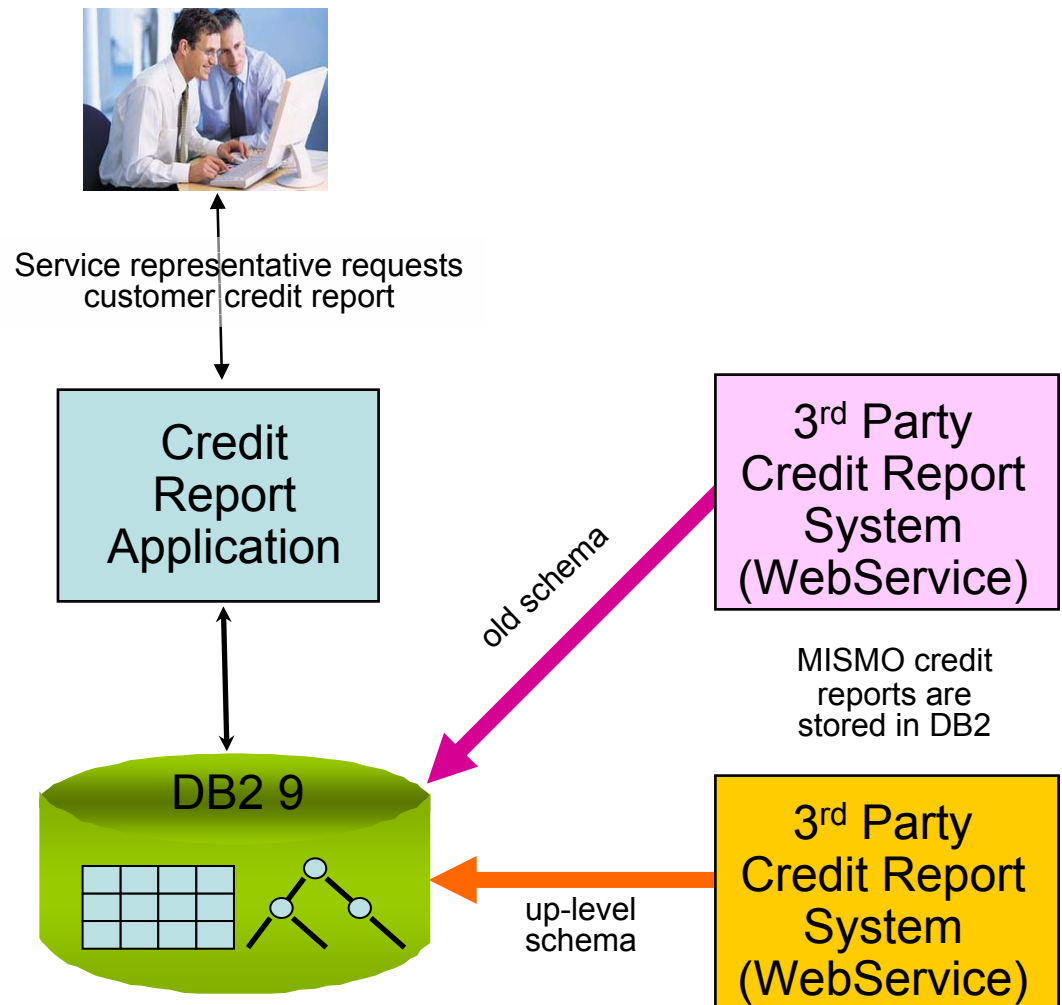 Service representative requests
customer credit report
Credit
Report
Application
3rd Party
Credit Report
System
(WebService)
old schema
MISMO credit
reports are
stored in DB2
DB2 9
up-level
schema
3rd Party
Credit Report
System
(WebService)